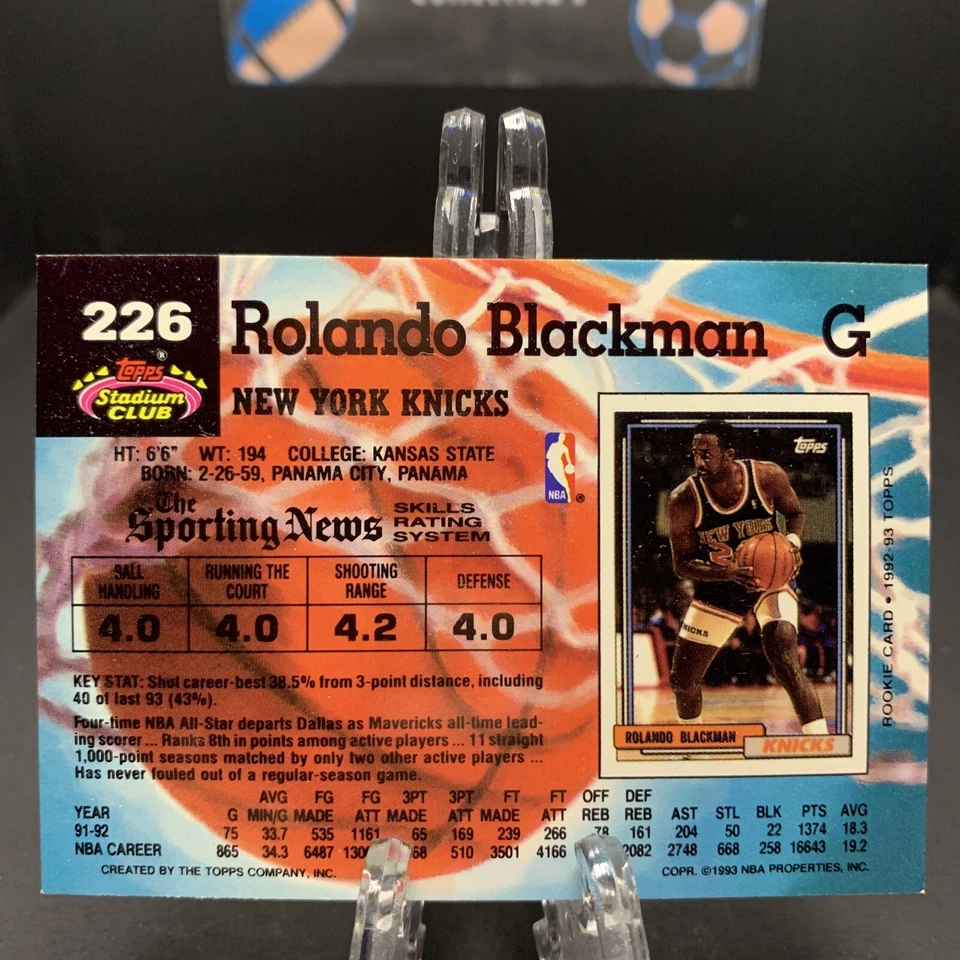 226
Rolando Blackman G
Topps ®
Stadium
CLUB
NEW YORK KNICKS
HT: 6'6" WT: 194 COLLEGE: KANSAS STATE
BORN: 2-26-59, PANAMA CITY, PANAMA
NBA ®
The
Sporting News
SKILLS
RATING
SYSTEM
BALL HANDLING RUNNING THE COURT SHOOTING RANGE DEFENSE
4.0 4.0 4.2 4.0
KEY STAT: Shot career-best 38.5% from 3-point distance, including
40 of last 93 (43%).
Four-time NBA All-Star departs Dallas as Mavericks all-time lead-
ing scorer ... Ranks 8th in points among active players ... 11 straight
1,000-point seasons matched by only two other active players ...
Has never fouled out of a regular-season game.
Topps
NEW YORK
KNICKS
ROLANDO BLACKMAN
KNICKS
ROOKIE CARD • 1992-93 TOPPS
AVG FG FG 3PT 3PT FT FT OFF DEF
YEAR G MIN/G MADE ATT MADE ATT MADE ATT REB REB AST STL BLK PTS AVG
91-92 75 33.7 535 1161 65 169 239 266 78 161 204 50 22 1374 18.3
NBA CAREER 865 34.3 6487 510 3501 4166 2082 2748 668 258 16643 19.2
CREATED BY THE TOPPS COMPANY, INC. COPR. ©1993 NBA PROPERTIES, INC.